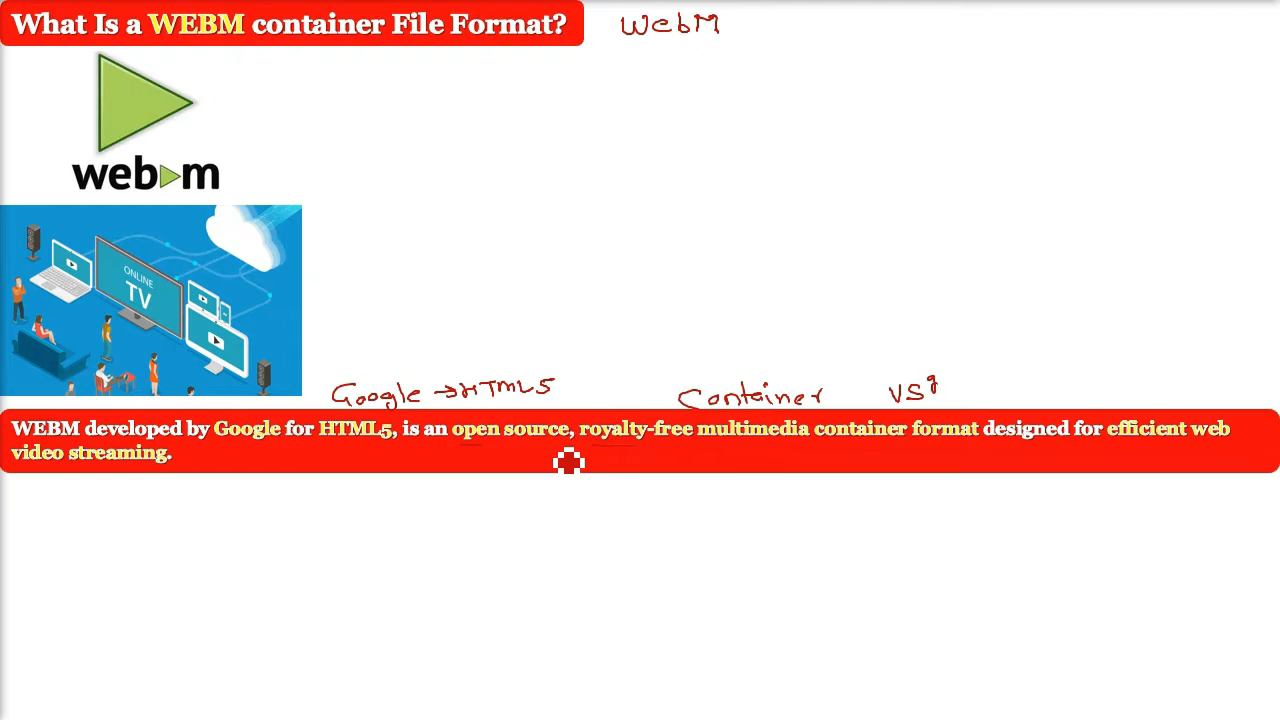 What Is a WEBM container File Format?
WebM
web m
ONLINE
TV
Google → HTML5
Container
WEBM developed by Google for HTML5, is an open source, royalty-free multimedia container format designed for efficient web
video streaming.